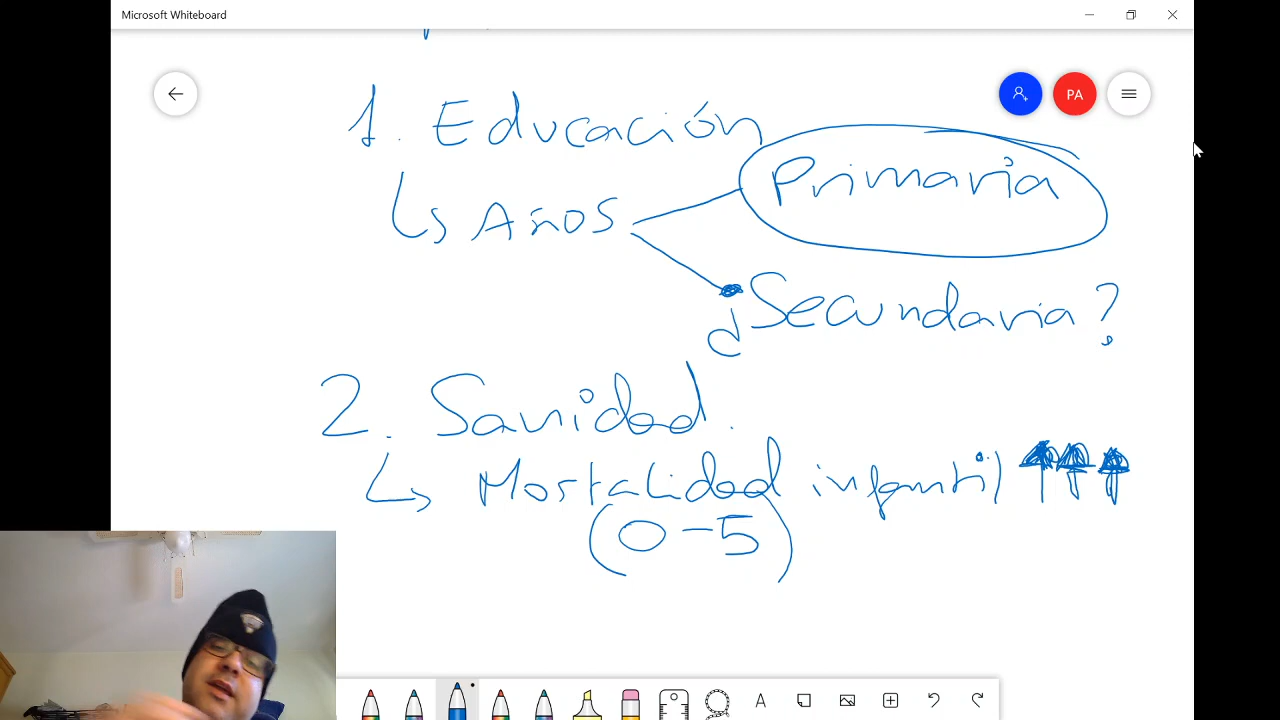 Microsoft Whiteboard
PA
1. Educación
↳ Años
Primaria
¿Secundaria?
2. Sanidad.
↳ Mortalidad infantil ↑↑↑
(0-5)
A